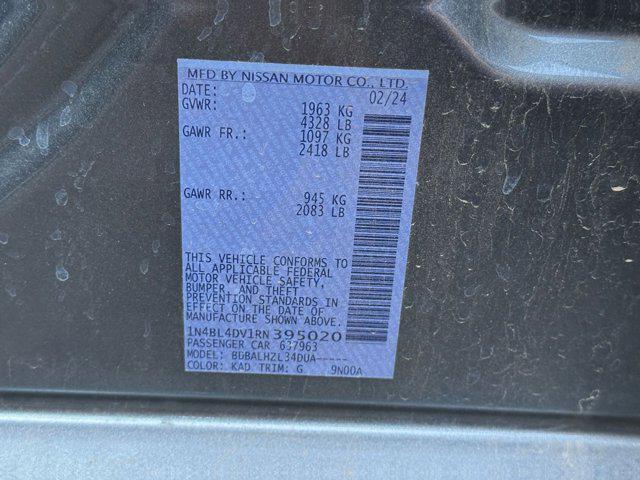 MFD BY NISSAN MOTOR CO., LTD.
DATE: 02/24
GVWR: 1963 KG
4328 LB
GAWR FR.: 1097 KG
2418 LB
GAWR RR.: 945 KG
2083 LB
THIS VEHICLE CONFORMS TO
ALL APPLICABLE FEDERAL
MOTOR VEHICLE SAFETY,
BUMPER, AND THEFT
PREVENTION STANDARDS IN
EFFECT ON THE DATE OF
MANUFACTURE SHOWN ABOVE.
1N4BL4DV1RN395020
PASSENGER CAR 637963
MODEL: BDBALHZL34DUA-----
COLOR: KAD TRIM: G 9N00A